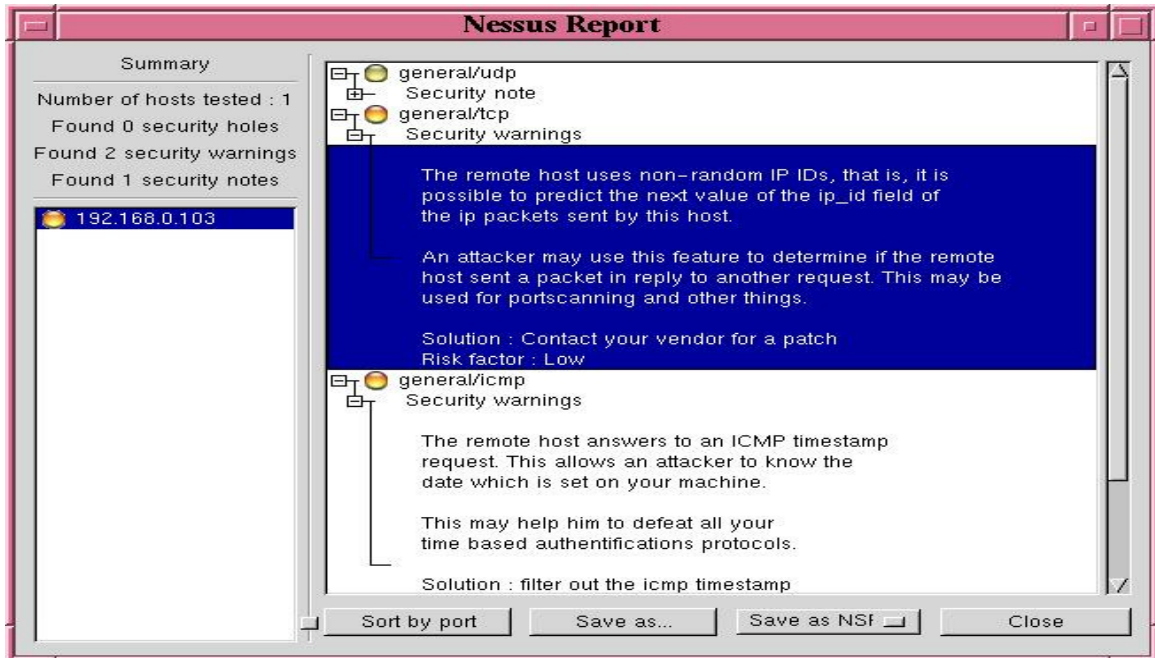 Nessus Report
Summary
Number of hosts tested : 1
Found 0 security holes
Found 2 security warnings
Found 1 security notes
192.168.0.103
general/udp
Security note
general/tcp
Security warnings
The remote host uses non-random IP IDs, that is, it is
possible to predict the next value of the ip_id field of
the ip packets sent by this host.
An attacker may use this feature to determine if the remote
host sent a packet in reply to another request. This may be
used for portscanning and other things.
Solution : Contact your vendor for a patch
Risk factor : Low
general/icmp
Security warnings
The remote host answers to an ICMP timestamp
request. This allows an attacker to know the
date which is set on your machine.
This may help him to defeat all your
time based authentifications protocols.
Solution : filter out the icmp timestamp
Sort by port
Save as...
Save as NSR
Close